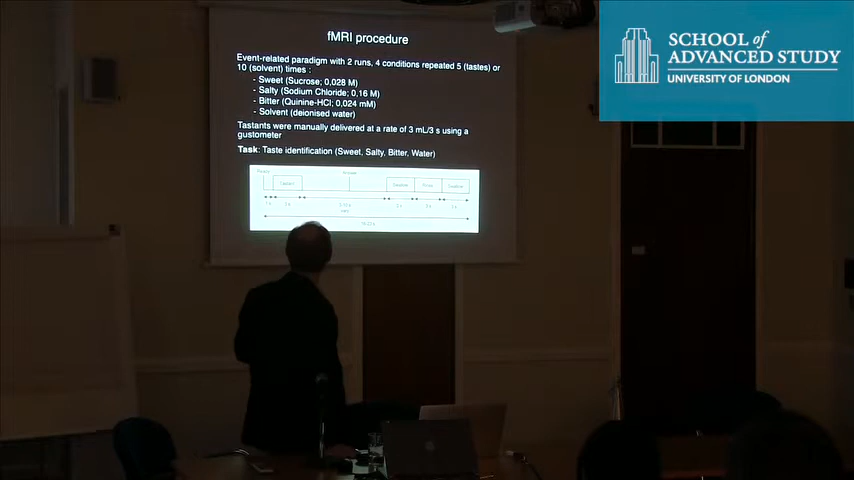 fMRI procedure
Event-related paradigm with 2 runs, 4 conditions repeated 5 (tastes) or
10 (solvent) times :
- Sweet (Sucrose; 0,028 M)
- Salty (Sodium Chloride; 0,16 M)
- Bitter (Quinine-HCl; 0,024 mM)
- Solvent (deionised water)
Tastants were manually delivered at a rate of 3 mL/3 s using a
gustometer
Task: Taste identification (Sweet, Salty, Bitter, Water)
SCHOOL of
ADVANCED STUDY
UNIVERSITY OF LONDON